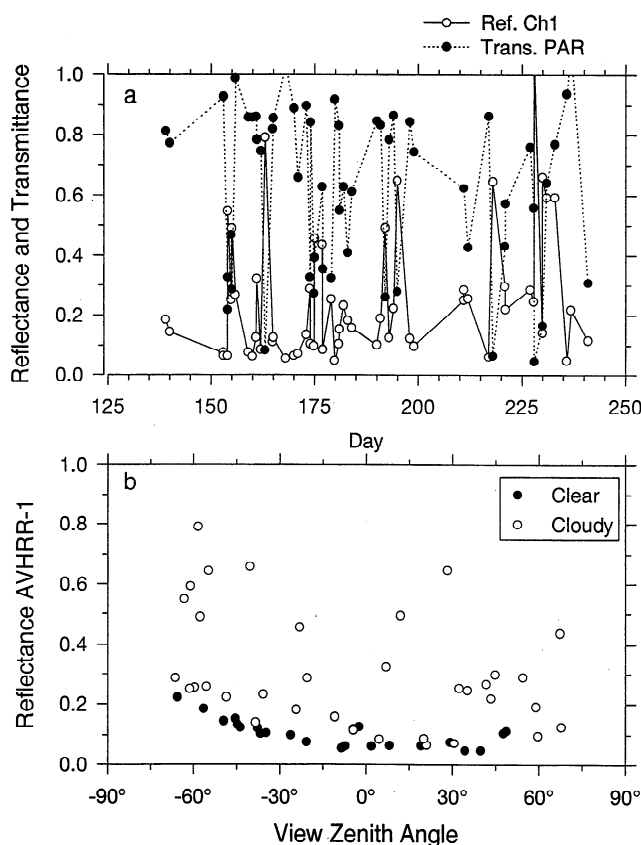 Ref. Ch1
Trans. PAR
a
Reflectance and Transmittance
1.0
0.8
0.6
0.4
0.2
0.0
125 150 175 200 225 250
Day
b
Reflectance AVHRR-1
1.0
0.8
0.6
0.4
0.2
0.0
Clear
Cloudy
-90° -60° -30° 0° 30° 60° 90°
View Zenith Angle